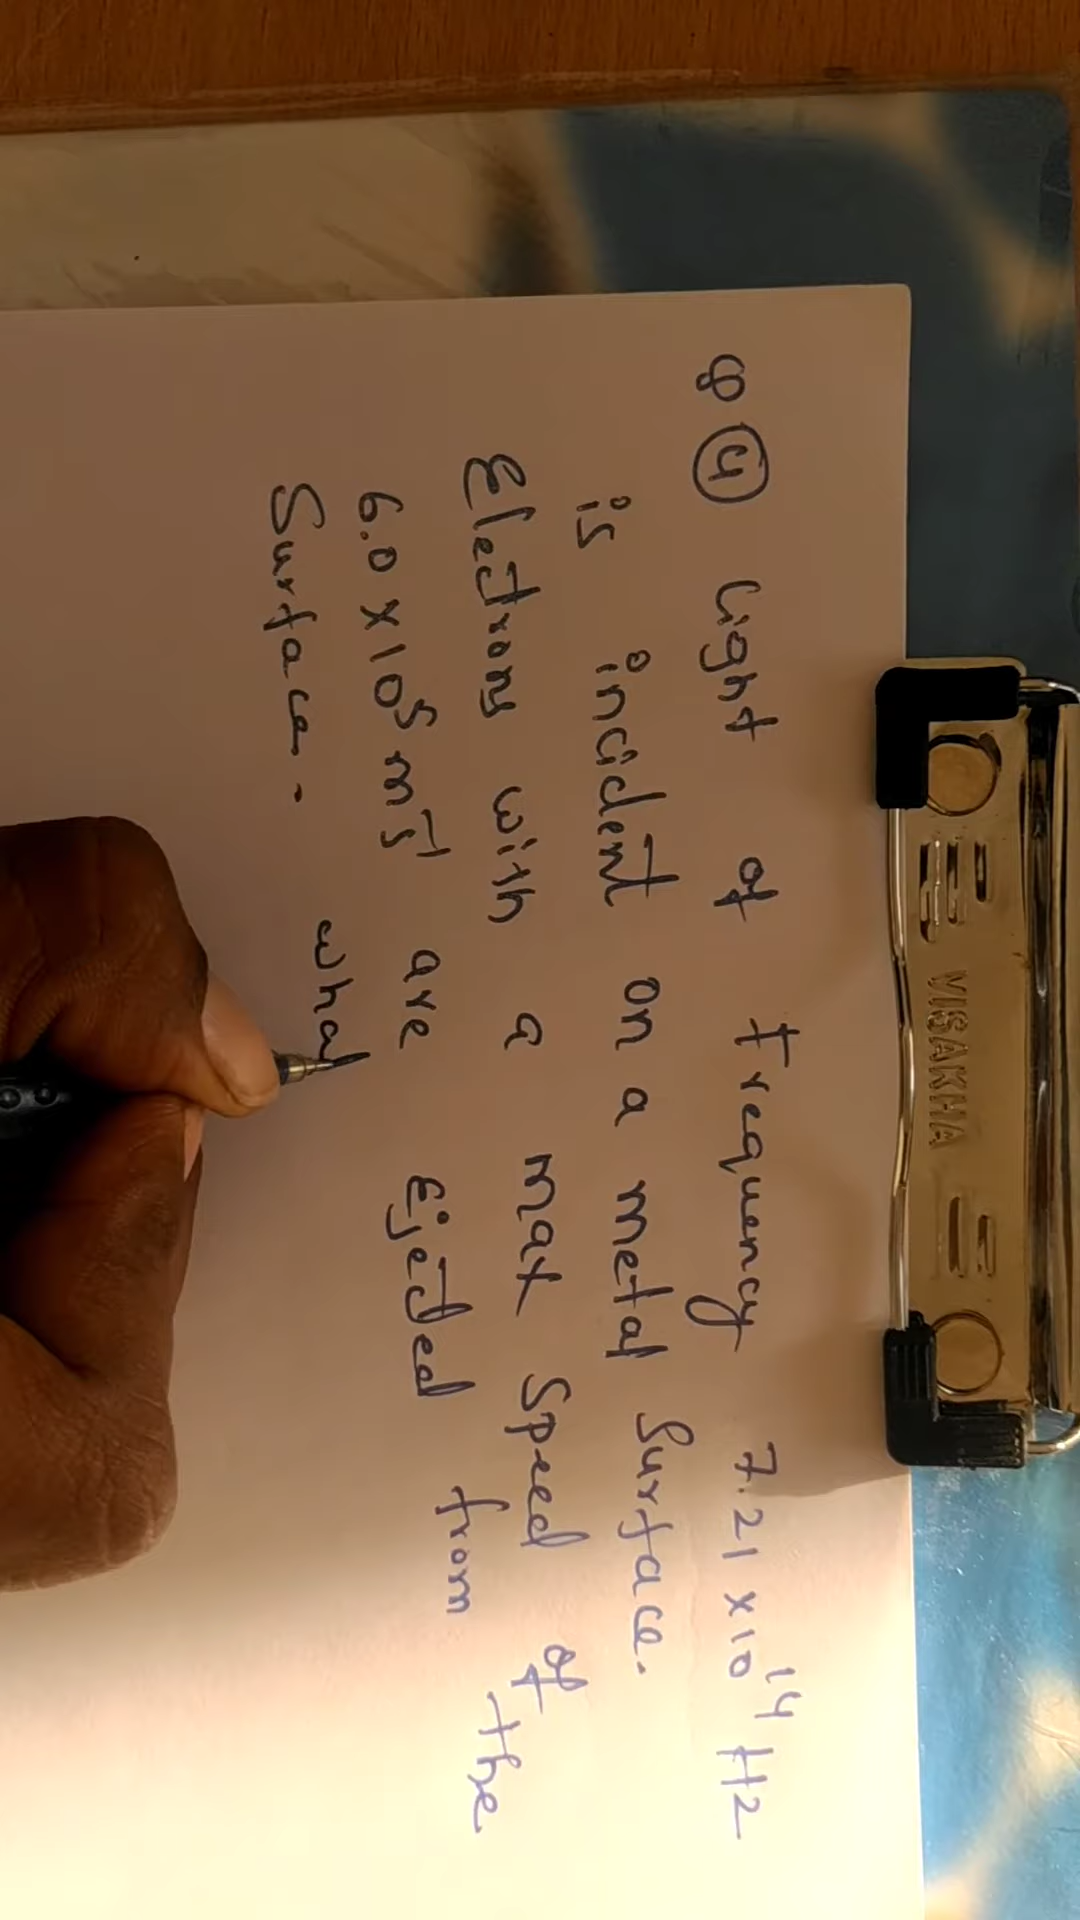 Q ④ Light of Frequency 7.21 x 10¹⁴ Hz
is incident on a metal Surface.
Electrons with a max Speed of
6.0 x 10⁵ ms⁻¹ are Ejected from the
Surface. what
VISAKHA